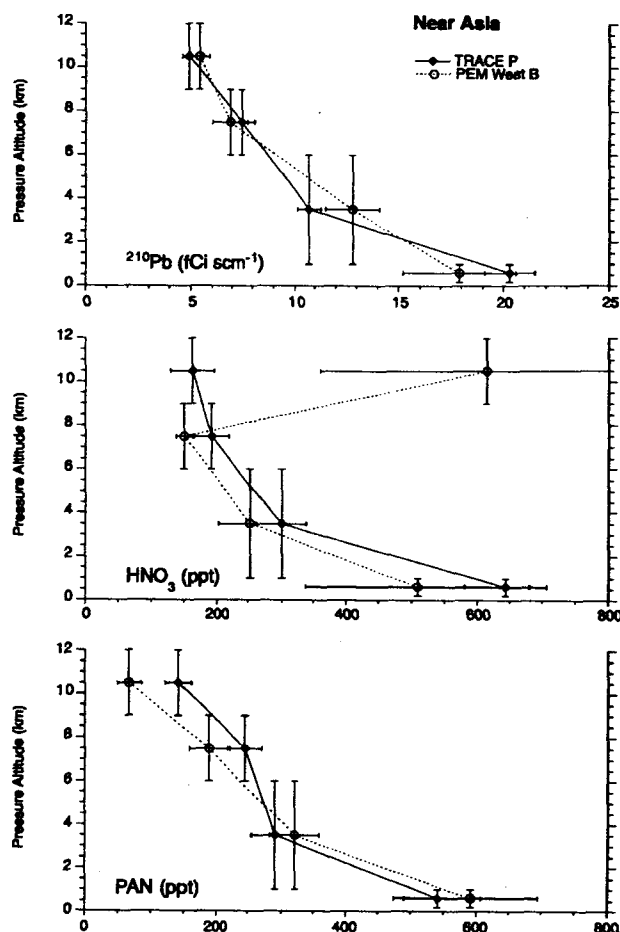 Near Asia
TRACE P
PEM West B
Pressure Altitude (km)
12
10
8
6
4
2
0
²¹⁰Pb (fCi scm⁻¹)
0 5 10 15 20 25
Pressure Altitude (km)
12
10
8
6
4
2
0
HNO₃ (ppt)
0 200 400 600 800
Pressure Altitude (km)
12
10
8
6
4
2
0
PAN (ppt)
0 200 400 600 800